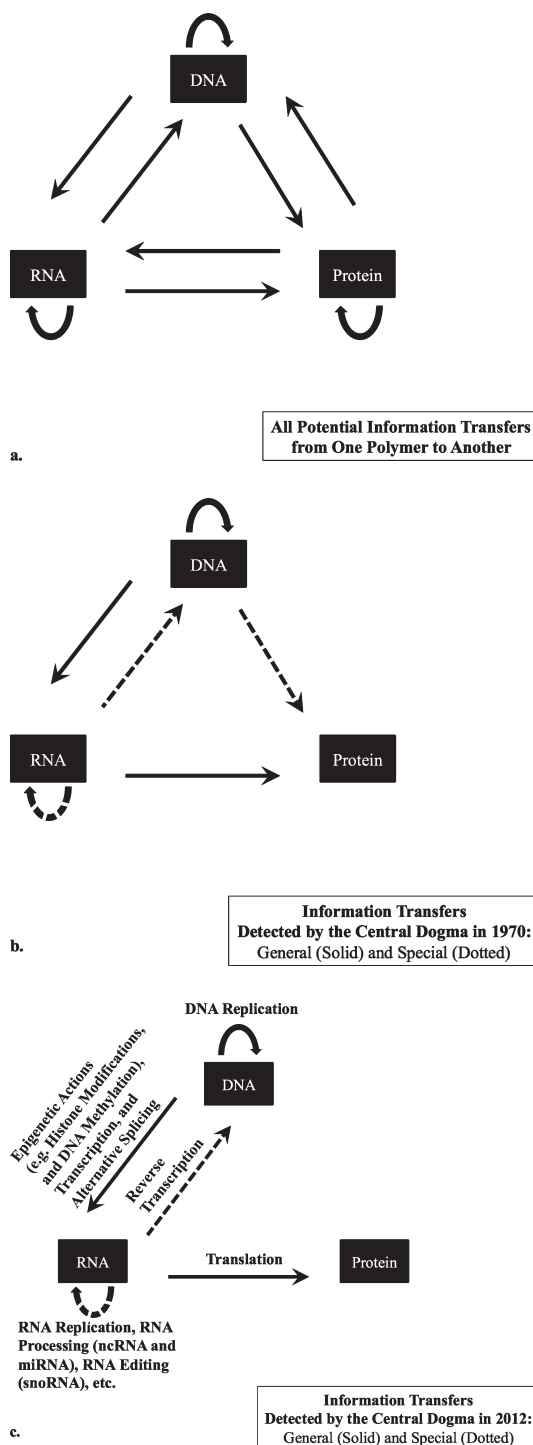 DNA
RNA
Protein
All Potential Information Transfers
from One Polymer to Another
a.
DNA
RNA
Protein
Information Transfers
Detected by the Central Dogma in 1970:
General (Solid) and Special (Dotted)
b.
DNA Replication
DNA
Epigenetic Actions
(e.g. Histone Modifications,
and DNA Methylation),
Transcription, and
Alternative Splicing
Reverse
Transcription
RNA
Translation
Protein
RNA Replication, RNA
Processing (ncRNA and
miRNA), RNA Editing
(snoRNA), etc.
Information Transfers
Detected by the Central Dogma in 2012:
General (Solid) and Special (Dotted)
c.